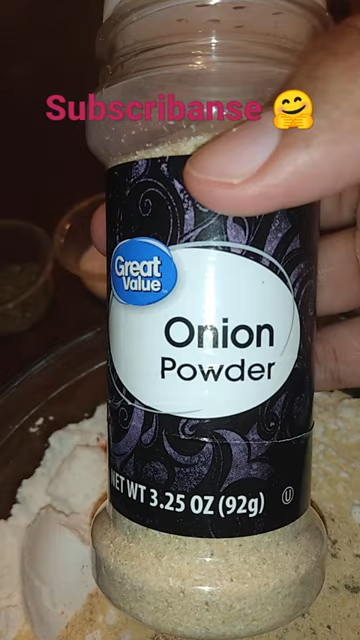 Subscribanse 🤗
Great
Value
Onion
Powder
NET WT 3.25 OZ (92g)
U